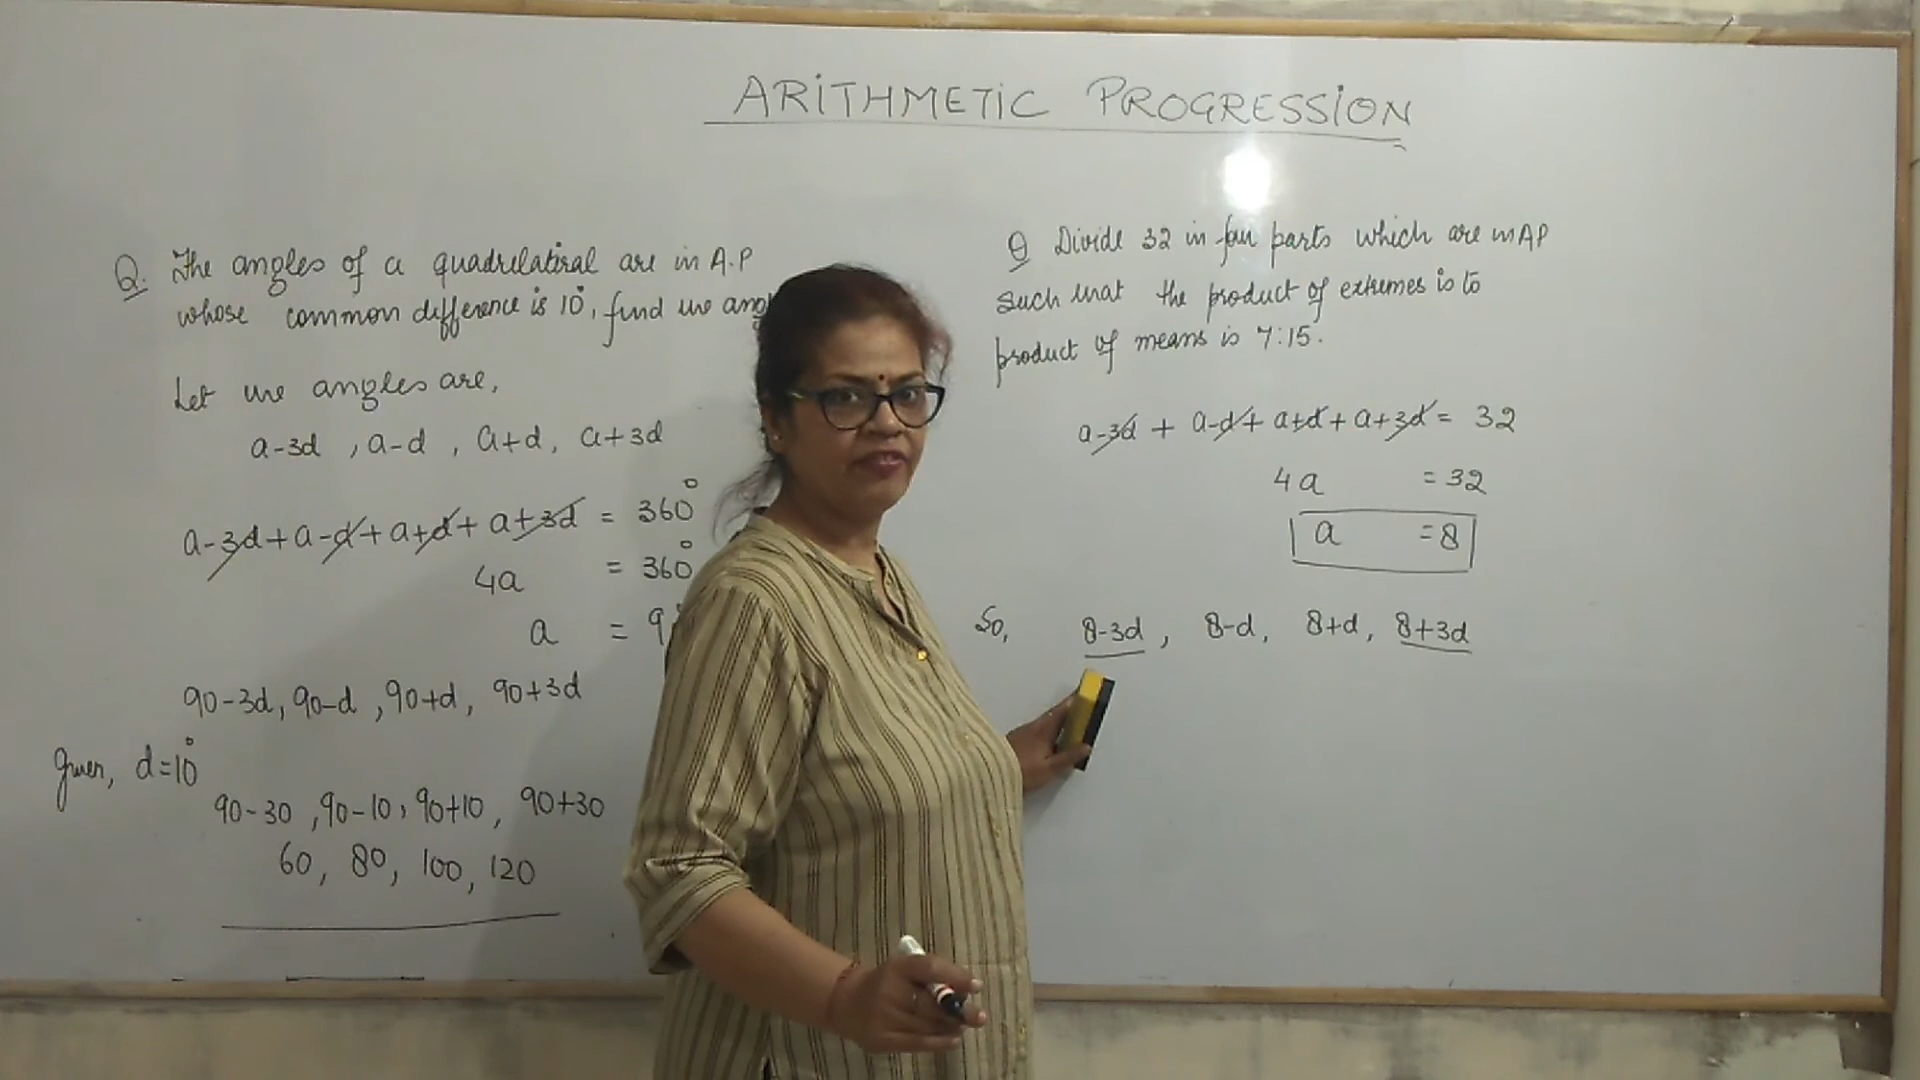 ARITHMETIC PROGRESSION
Q. The angles of a quadrilatiral are in A.P
whose common difference is 10°, find the ang
Let the angles are,
a-3d , a-d , a+d, a+3d
a-3d+a-d+a+d+a+3d = 360°
4a = 360°
a = 9
90-3d, 90-d , 90+d, 90+3d
Given, d=10°
90-30 , 90-10, 90+10, 90+30
60, 80, 100, 120
Q Divide 32 in four parts which are in AP
such that the product of extremes is to
product of means is 7:15.
a-3d + a-d+ a+d + a+3d = 32
4a = 32
a = 8
So, 8-3d , 8-d, 8+d, 8+3d